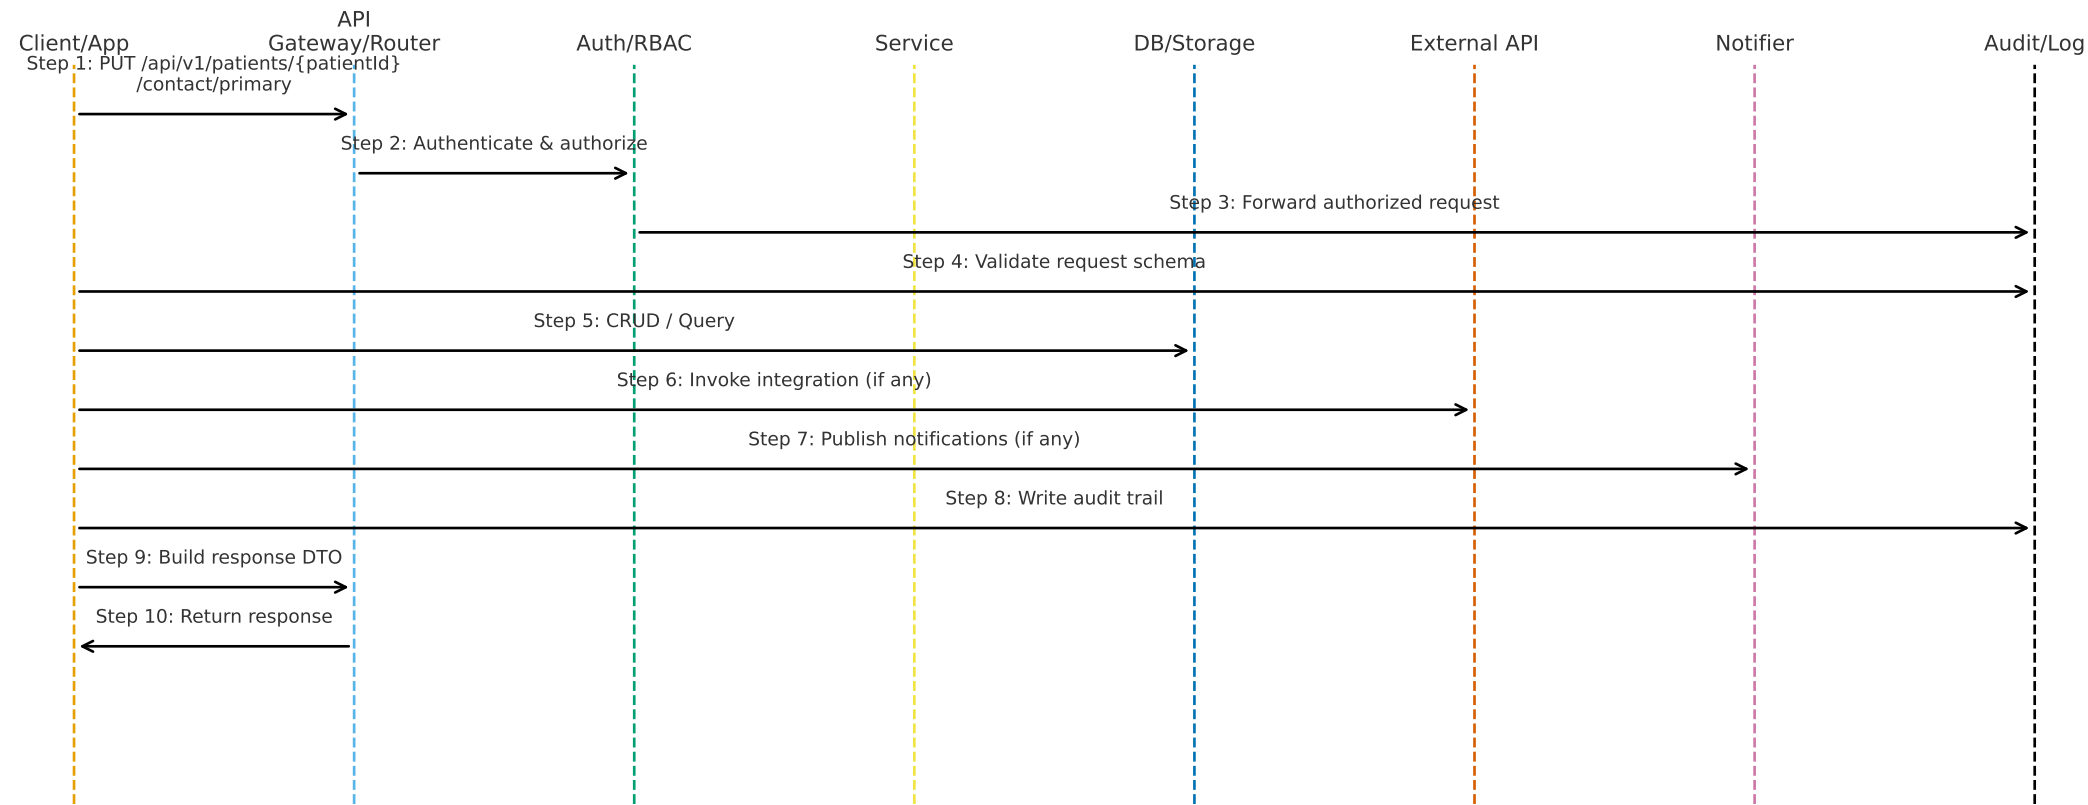 API
Client/App
Gateway/Router
Auth/RBAC
Service
DB/Storage
External API
Notifier
Audit/Log
Step 1: PUT /api/v1/patients/{patientId}
/contact/primary
Step 2: Authenticate & authorize
Step 3: Forward authorized request
Step 4: Validate request schema
Step 5: CRUD / Query
Step 6: Invoke integration (if any)
Step 7: Publish notifications (if any)
Step 8: Write audit trail
Step 9: Build response DTO
Step 10: Return response